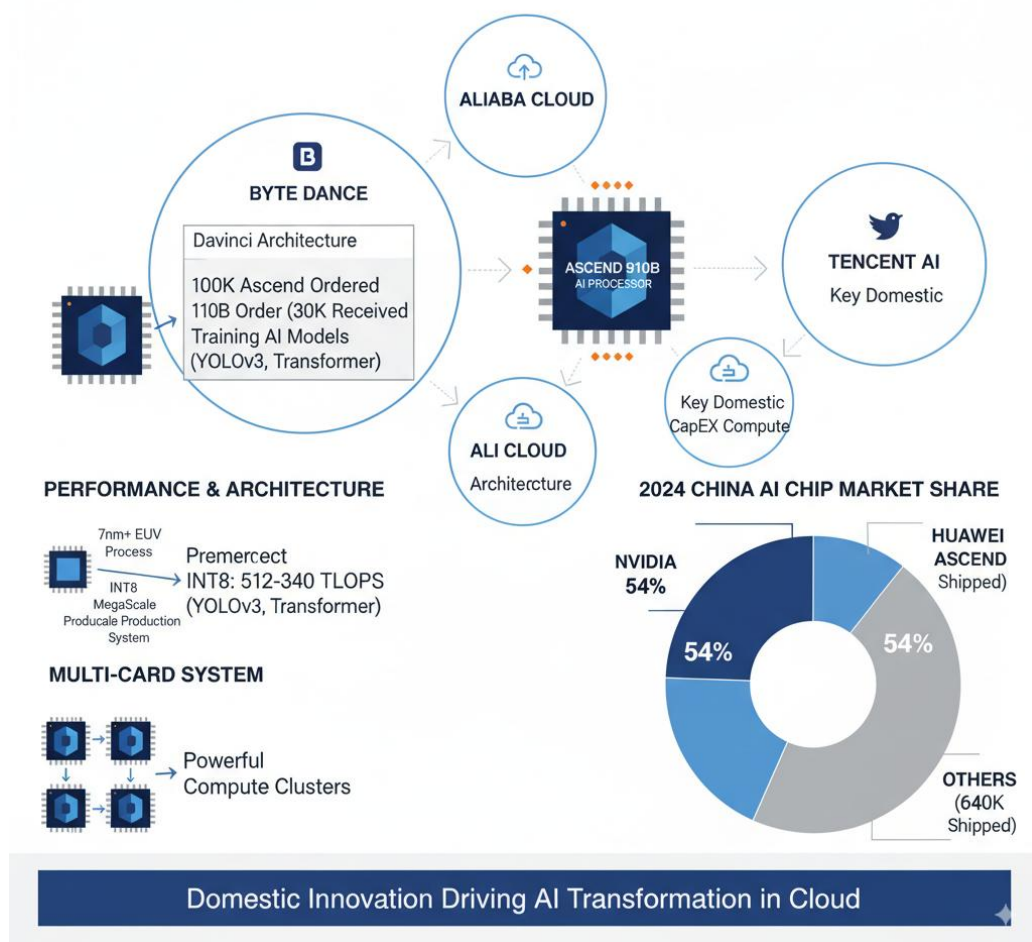 ALIABA CLOUD
B
BYTE DANCE
Davinci Architecture
100K Ascend Ordered
110B Order (30K Received
Training AI Models
(YOLOv3, Transformer)
ASCEND 910B
AI PROCESSOR
TENCENT AI
Key Domestic
Key Domestic
CapEX Compute
ALI CLOUD
Architercture
PERFORMANCE & ARCHITECTURE
7nm+ EUV
Process
INT8
MegaScale
Producale Production
System
Premercect
INT8: 512-340 TLOPS
(YOLOv3, Transformer)
MULTI-CARD SYSTEM
Powerful
Compute Clusters
2024 CHINA AI CHIP MARKET SHARE
NVIDIA
54%
HUAWEI
ASCEND
Shipped)
54%
54%
OTHERS
(640K
Shipped)
Domestic Innovation Driving AI Transformation in Cloud